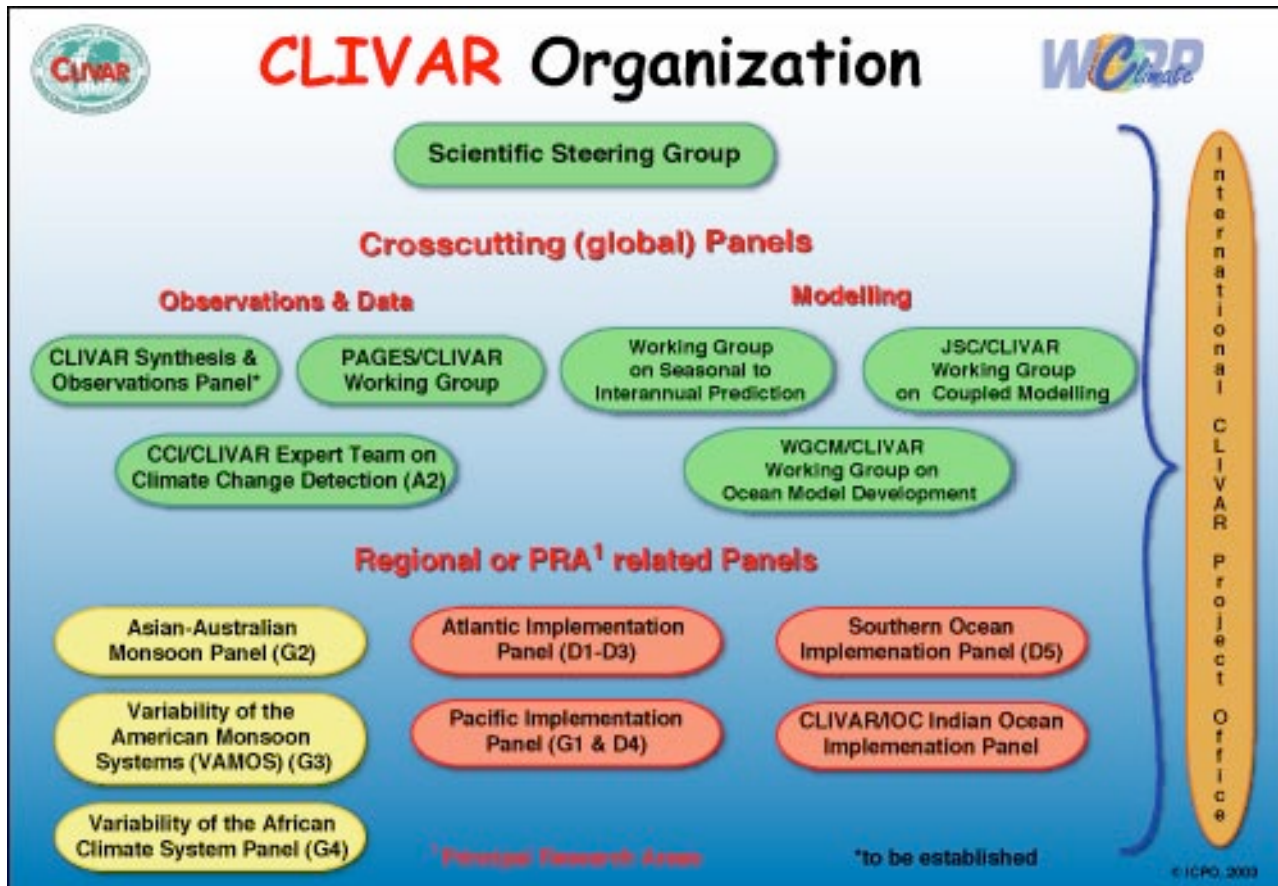 CLIVAR
CLIVAR Organization
WCRP
Climate
Scientific Steering Group
Crosscutting (global) Panels
Observations & Data
Modelling
CLIVAR Synthesis &
Observations Panel*
PAGES/CLIVAR
Working Group
Working Group
on Seasonal to
Interannual Prediction
JSC/CLIVAR
Working Group
on Coupled Modelling
CCl/CLIVAR Expert Team on
Climate Change Detection (A2)
WGCM/CLIVAR
Working Group on
Ocean Model Development
Regional or PRA¹ related Panels
Asian-Australian
Monsoon Panel (G2)
Atlantic Implementation
Panel (D1-D3)
Southern Ocean
Implemenation Panel (D5)
Variability of the
American Monsoon
Systems (VAMOS) (G3)
Pacific Implementation
Panel (G1 & D4)
CLIVAR/IOC Indian Ocean
Implemenation Panel
Variability of the African
Climate System Panel (G4)
¹Principal Research Areas
*to be established
© ICPO, 2003
International CLIVAR Project Office